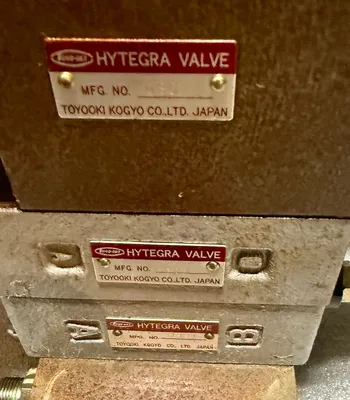 HYTEGRA VALVE
MFG. NO.
TOYOOKI KOGYO CO.,LTD. JAPAN
C D
HYTEGRA VALVE
MFG. NO.
TOYOOKI KOGYO CO.,LTD. JAPAN
A B
HYTEGRA VALVE
MFG. NO.
TOYOOKI KOGYO CO., LTD. JAPAN